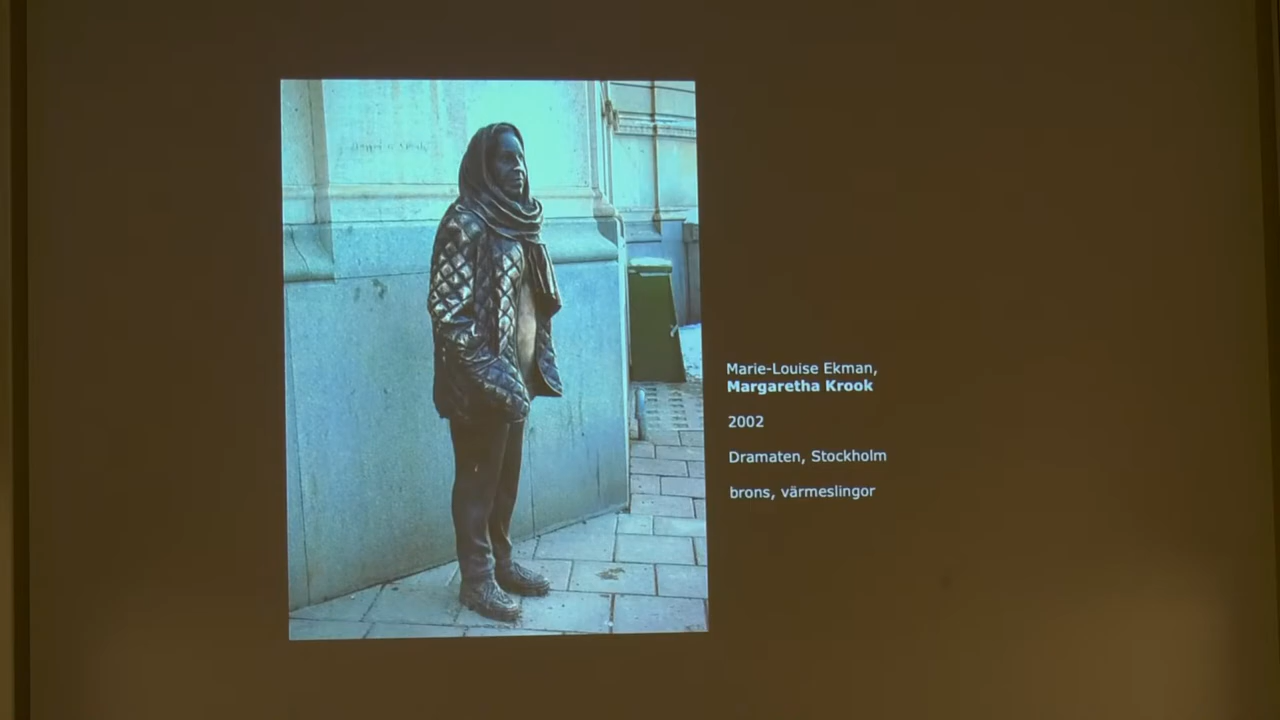 Marie-Louise Ekman,
Margaretha Krook
2002
Dramaten, Stockholm
brons, värmeslingor